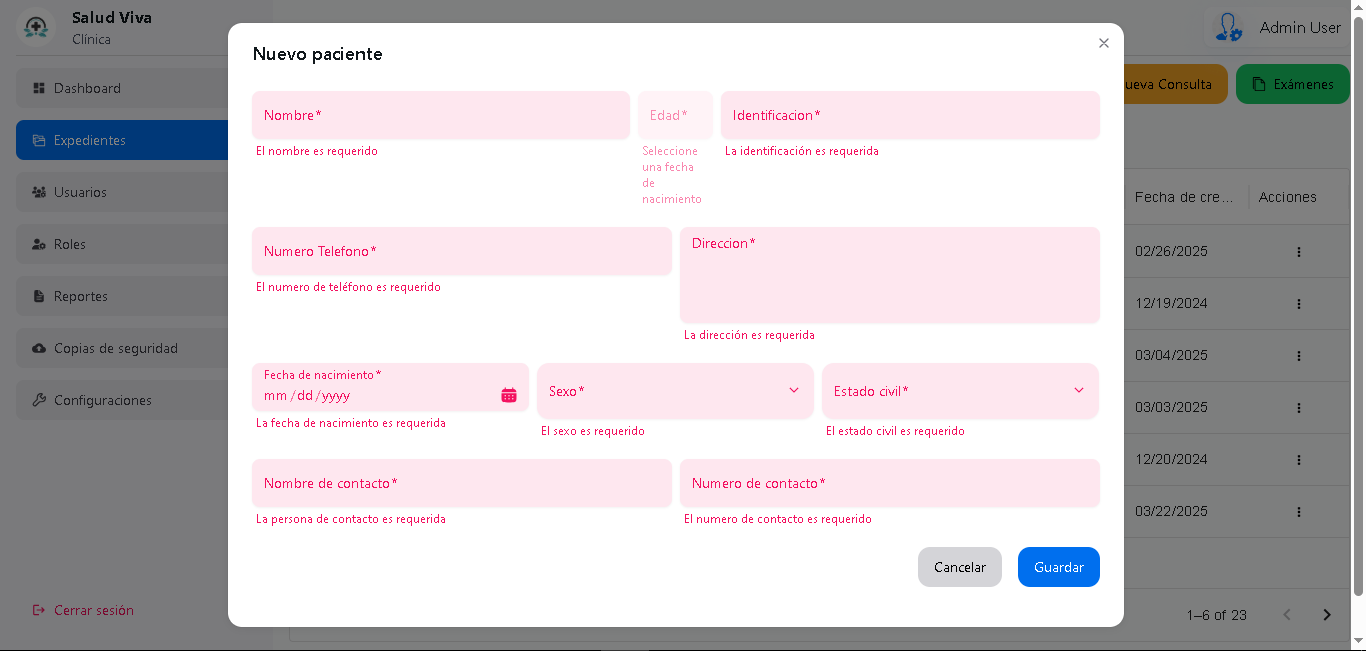 Salud Viva
Clínica
Admin User
Dashboard
Expedientes
Usuarios
Roles
Reportes
Copias de seguridad
Configuraciones
Cerrar sesión
Nuevo paciente
Nombre*
El nombre es requerido
Edad*
Seleccione
una fecha
de
nacimiento
Identificacion*
La identificación es requerida
Numero Telefono*
El numero de teléfono es requerido
Direccion*
La dirección es requerida
Fecha de nacimiento*
mm/dd/yyyy
La fecha de nacimiento es requerida
Sexo*
El sexo es requerido
Estado civil*
El estado civil es requerido
Nombre de contacto*
La persona de contacto es requerida
Numero de contacto*
El numero de contacto es requerido
Cancelar
Guardar
ueva Consulta
Exámenes
Fecha de cre...
Acciones
02/26/2025
12/19/2024
03/04/2025
03/03/2025
12/20/2024
03/22/2025
1–6 of 23